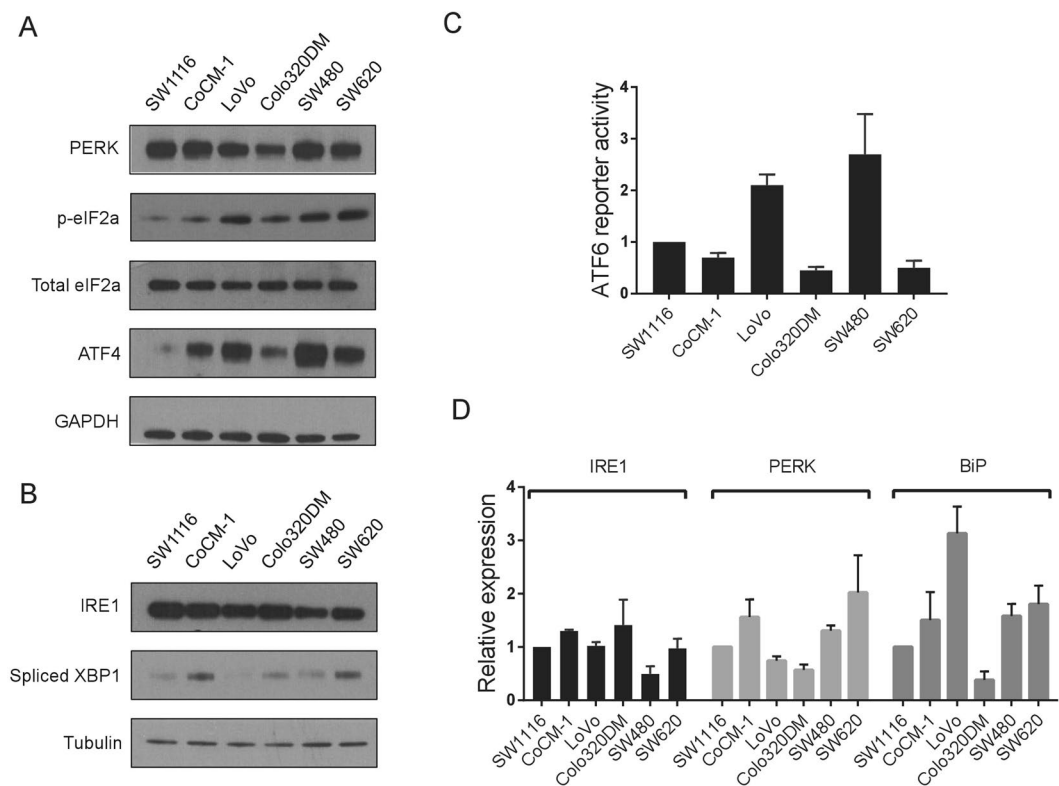 A
SW1116
CoCM-1
LoVo
Colo320DM
SW480
SW620
PERK
p-eIF2a
Total eIF2a
ATF4
GAPDH
B
SW1116
CoCM-1
LoVo
Colo320DM
SW480
SW620
IRE1
Spliced XBP1
Tubulin
C
ATF6 reporter activity
4
3
2
1
0
SW1116
CoCM-1
LoVo
Colo320DM
SW480
SW620
D
IRE1
PERK
BiP
Relative expression
4
3
2
1
0
SW1116
CoCM-1
LoVo
Colo320DM
SW480
SW620
SW1116
CoCM-1
LoVo
Colo320DM
SW480
SW620
SW1116
CoCM-1
LoVo
Colo320DM
SW480
SW620